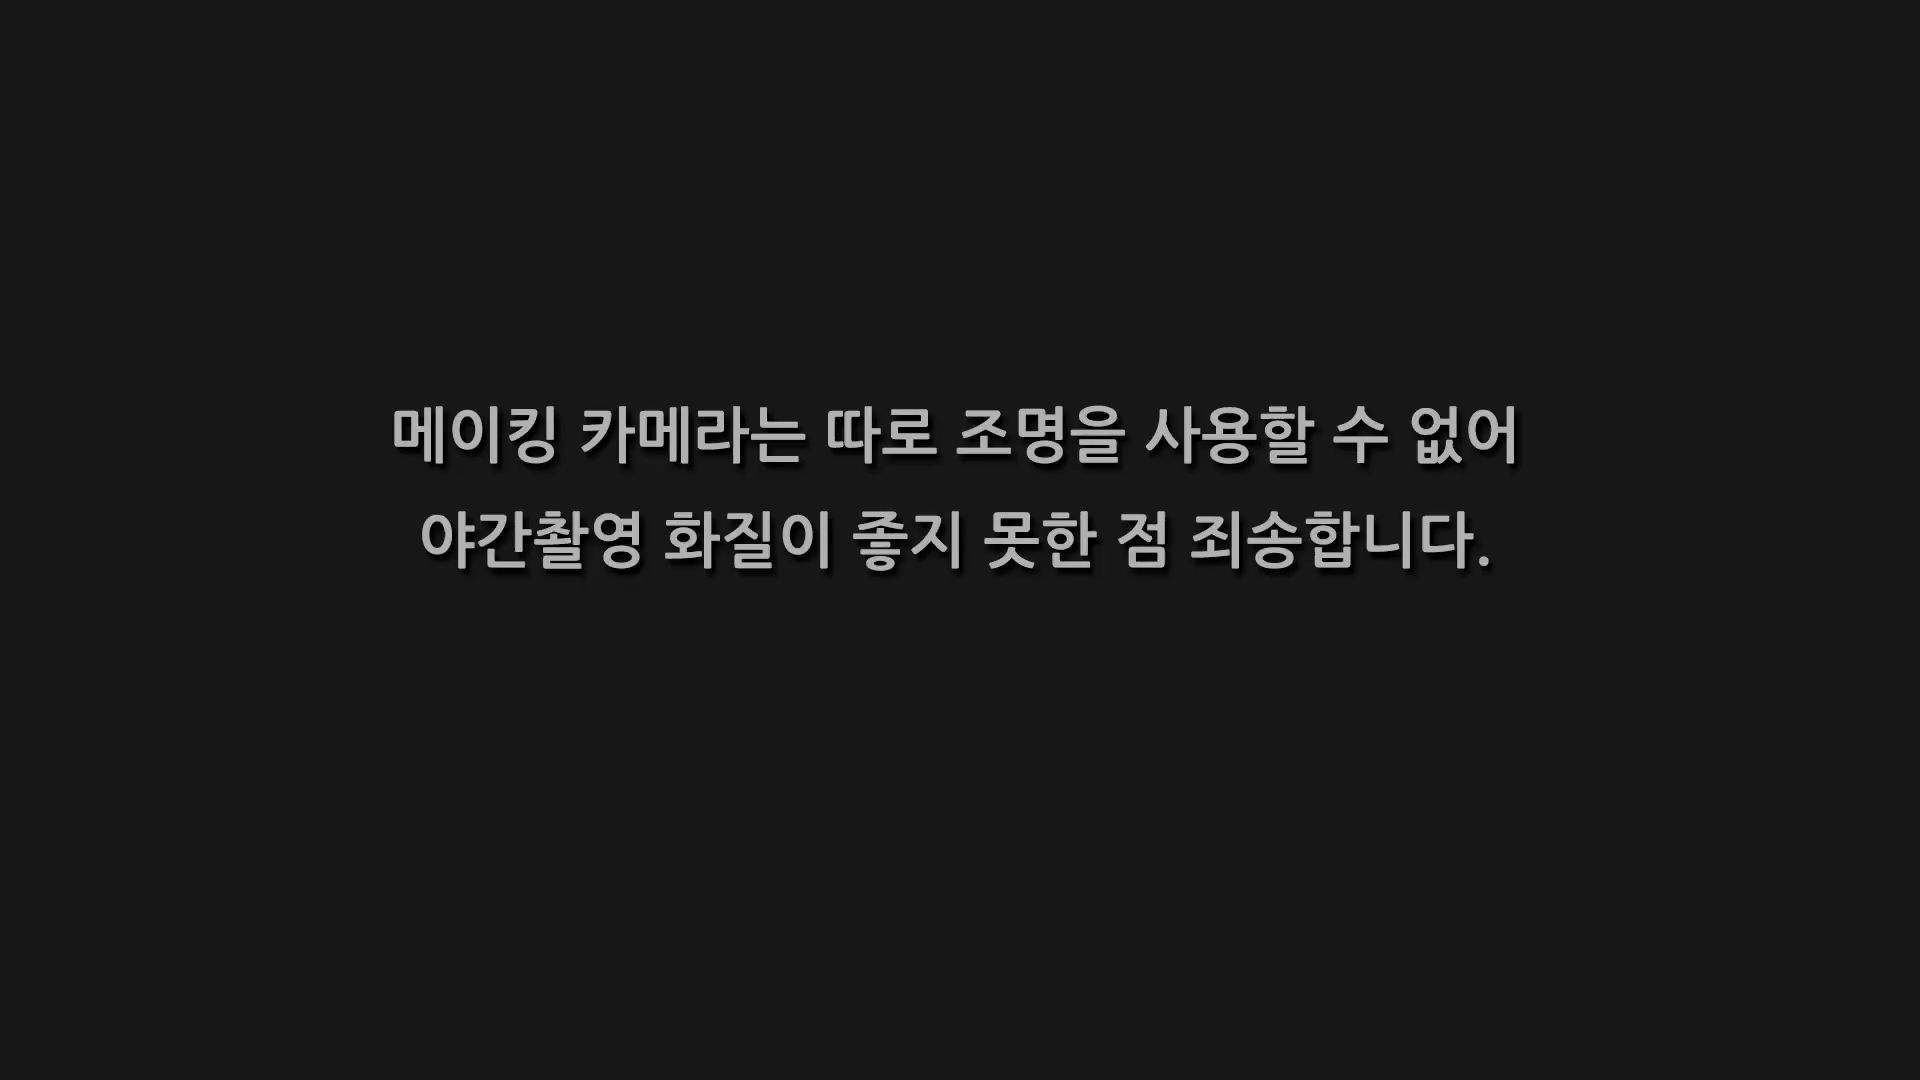 메이킹 카메라는 따로 조명을 사용할 수 없어
야간촬영 화질이 좋지 못한 점 죄송합니다.